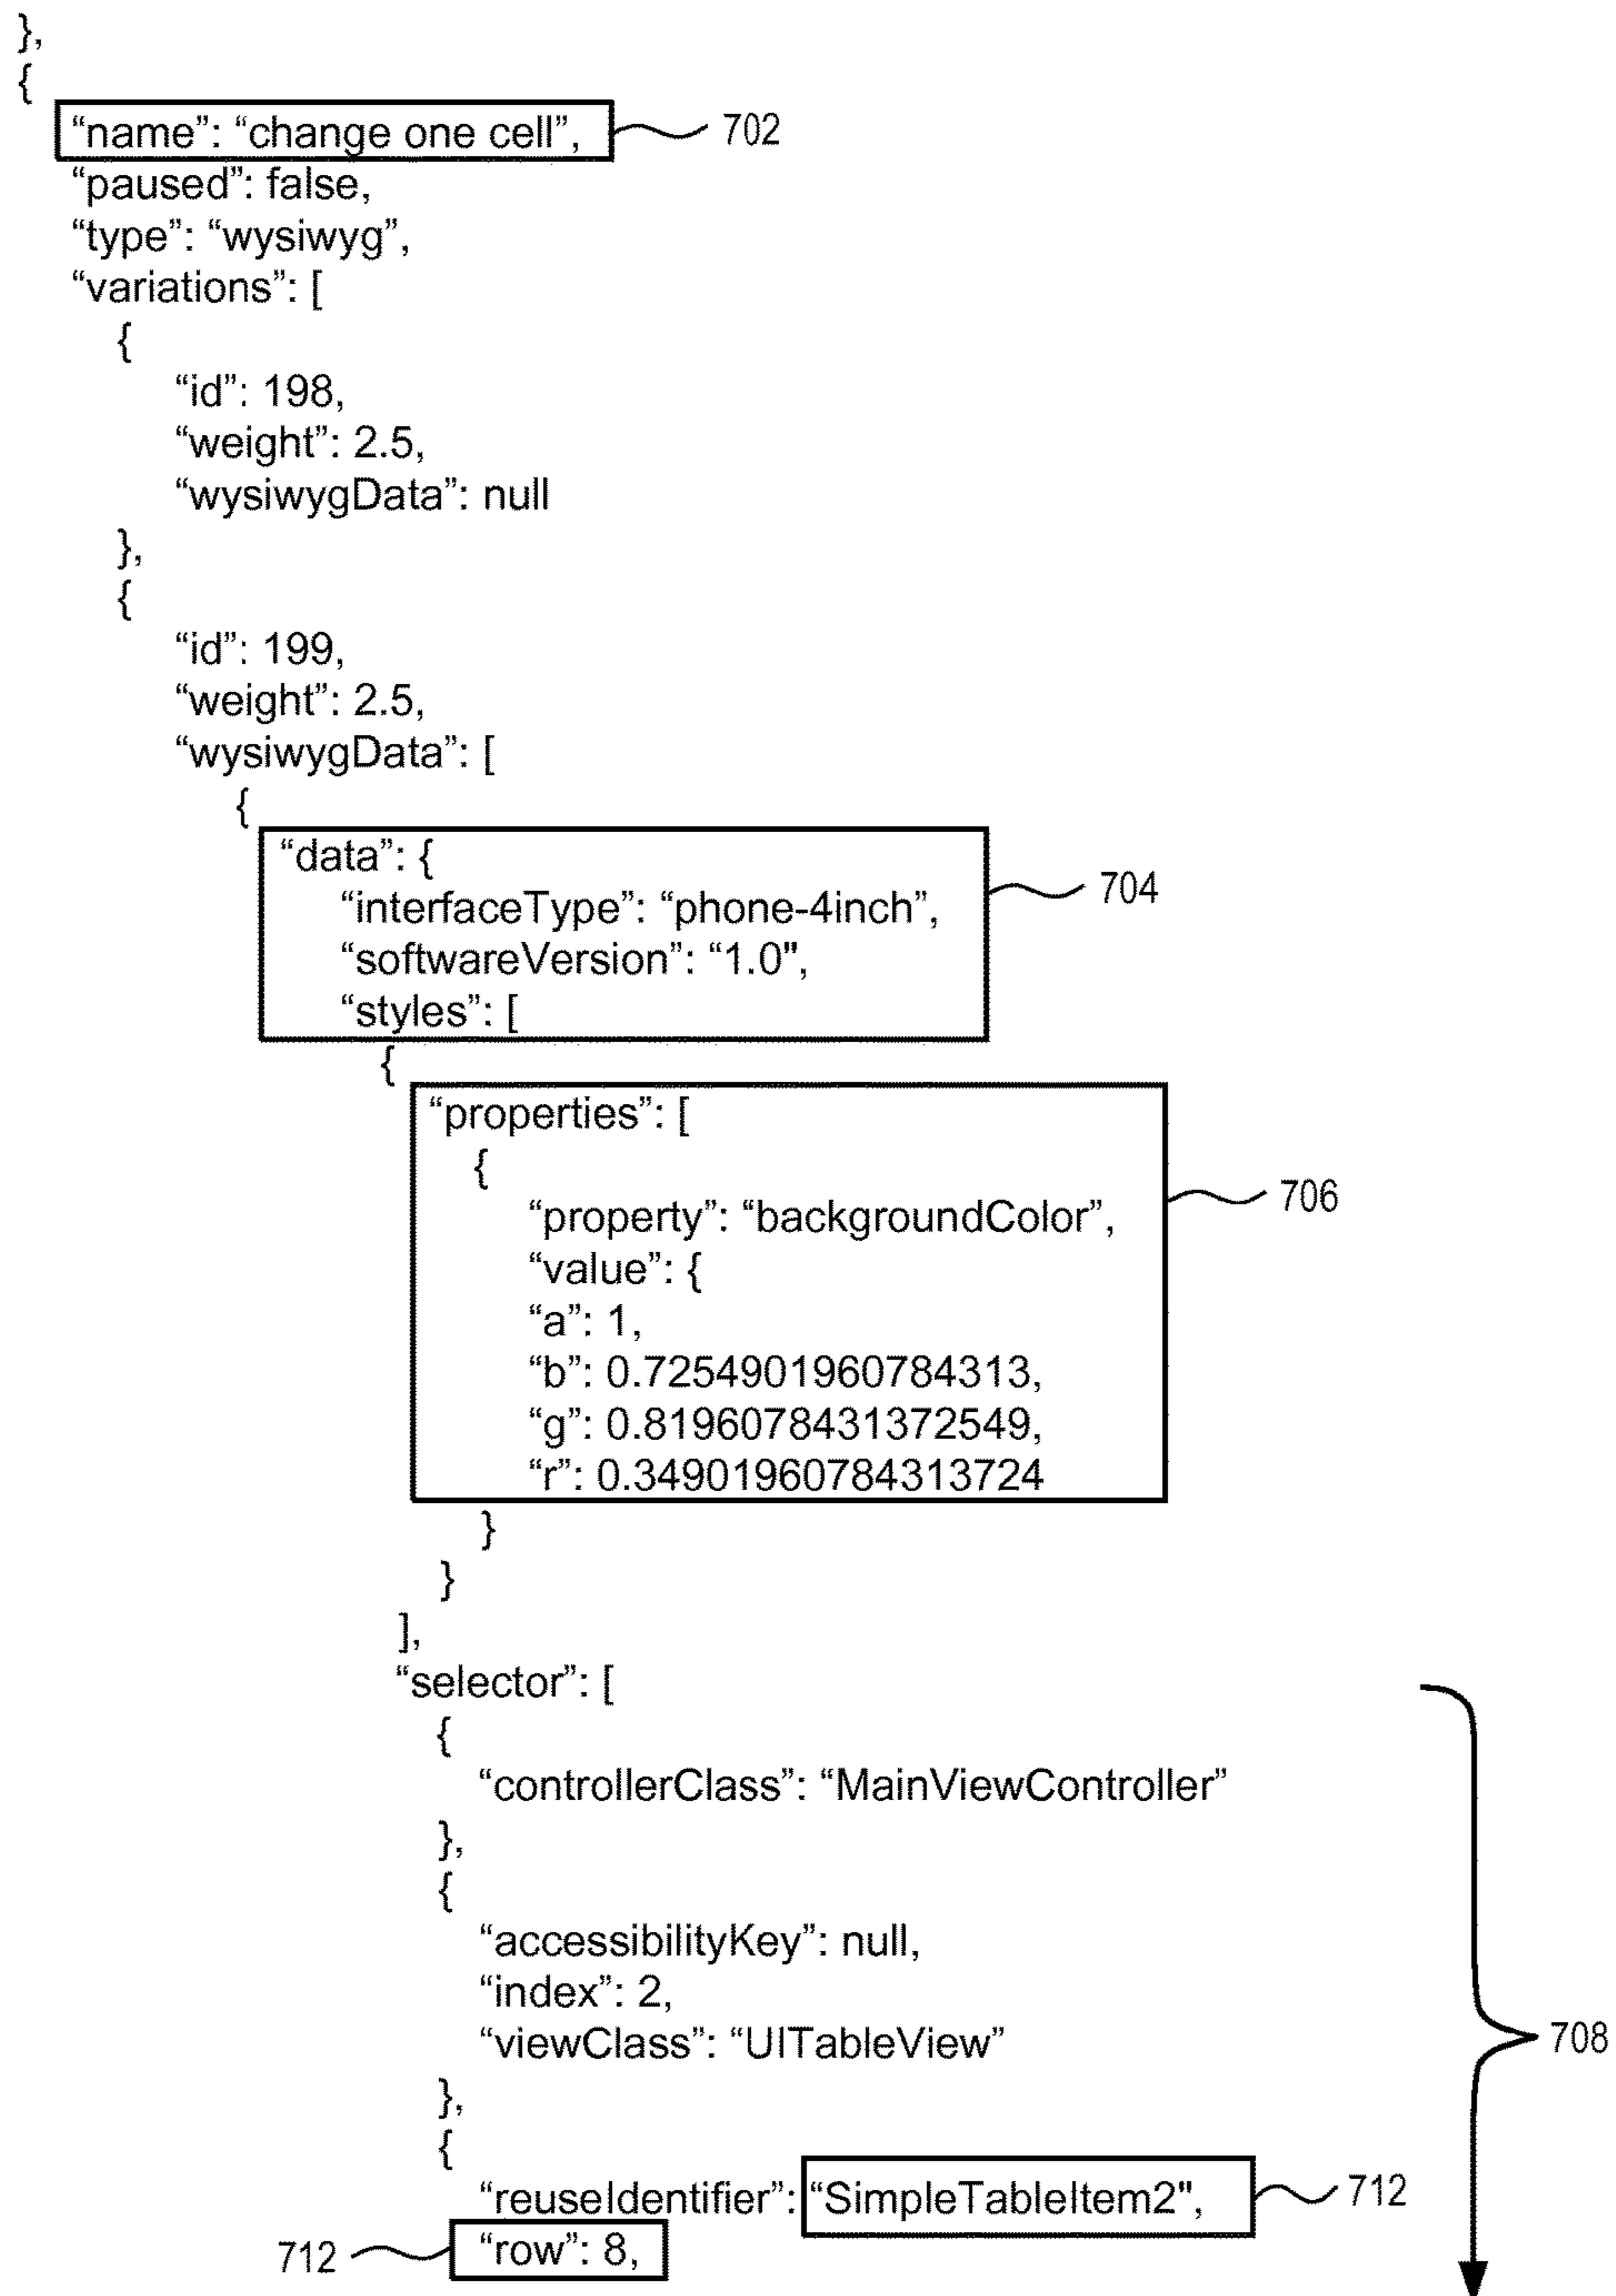 },
{
“name”: “change one cell”, 702
“paused”: false,
“type”: “wysiwyg”,
“variations”: [
{
“id”: 198,
“weight”: 2.5,
“wysiwygData”: null
},
{
“id”: 199,
“weight”: 2.5,
“wysiwygData”: [
{
“data”: {
704
“interfaceType”: “phone-4inch”,
“softwareVersion”: “1.0",
“styles”: [
{
“properties”: [
{
706
“property”: “backgroundColor”,
“value”: {
“a”: 1,
“b”: 0.7254901960784313,
“g”: 0.8196078431372549,
“r”: 0.34901960784313724
}
}
],
“selector”: [
{
“controllerClass”: “MainViewController”
},
{
“accessibilityKey”: null,
“index”: 2,
“viewClass”: “UITableView”
708
},
{
“reuseIdentifier”: “SimpleTableItem2", 712
712 “row”: 8,